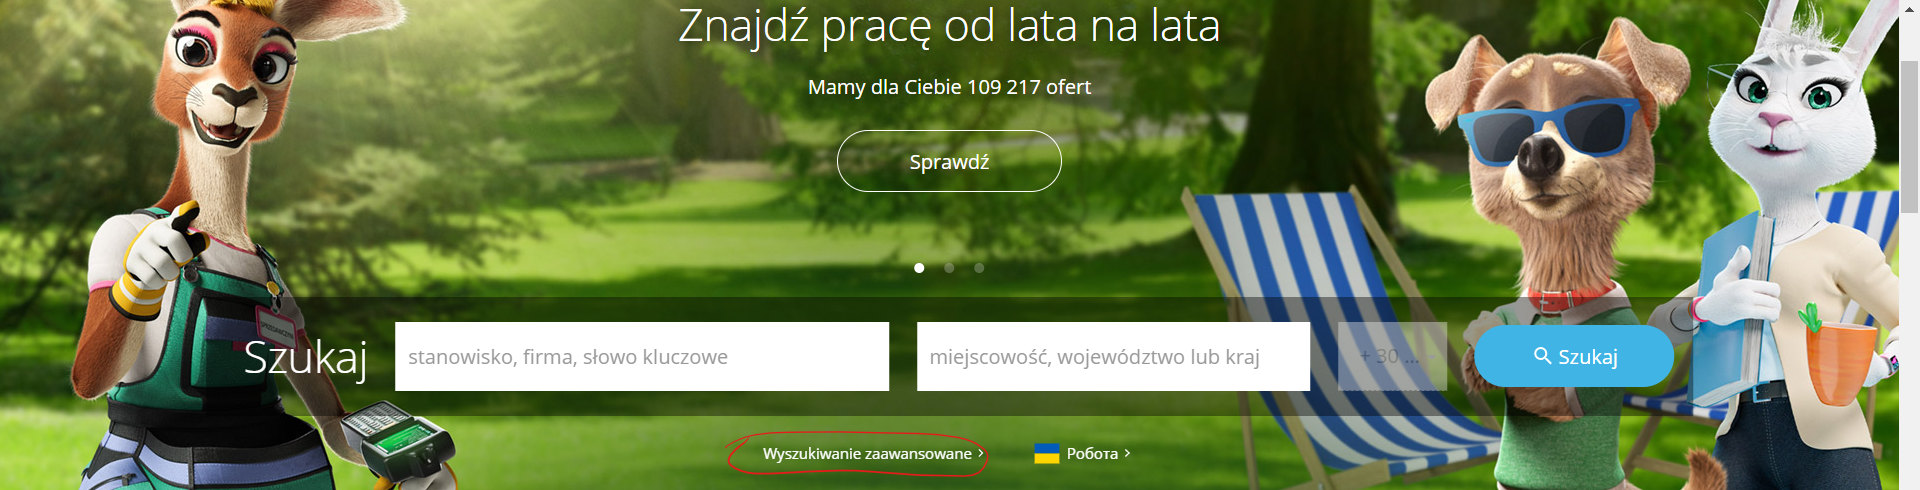 Znajdź pracę od lata na lata
Mamy dla Ciebie 109 217 ofert
Sprawdź
Szukaj
stanowisko, firma, słowo kluczowe
miejscowość, województwo lub kraj
+ 30 ...
Szukaj
Wyszukiwanie zaawansowane ›
Робота ›